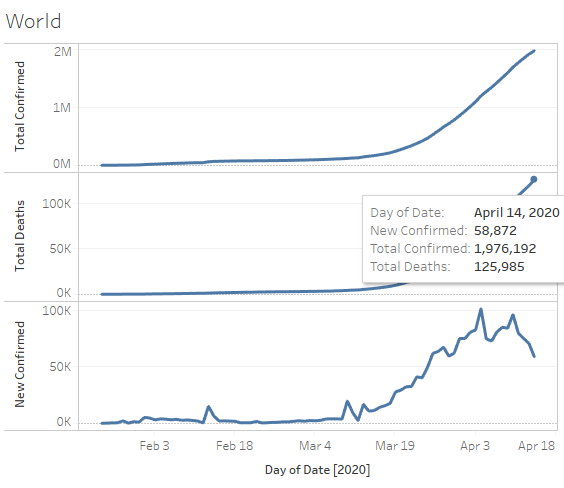 World
Total Confirmed
2M
1M
0M
Total Deaths
100K
50K
0K
Day of Date: April 14, 2020
New Confirmed: 58,872
Total Confirmed: 1,976,192
Total Deaths: 125,985
New Confirmed
100K
50K
0K
Feb 3 Feb 18 Mar 4 Mar 19 Apr 3 Apr 18
Day of Date [2020]